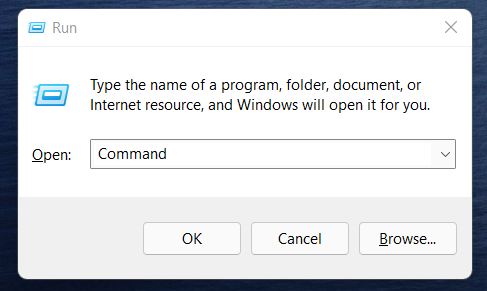 Run
Type the name of a program, folder, document, or
Internet resource, and Windows will open it for you.
Open: Command
OK Cancel Browse...